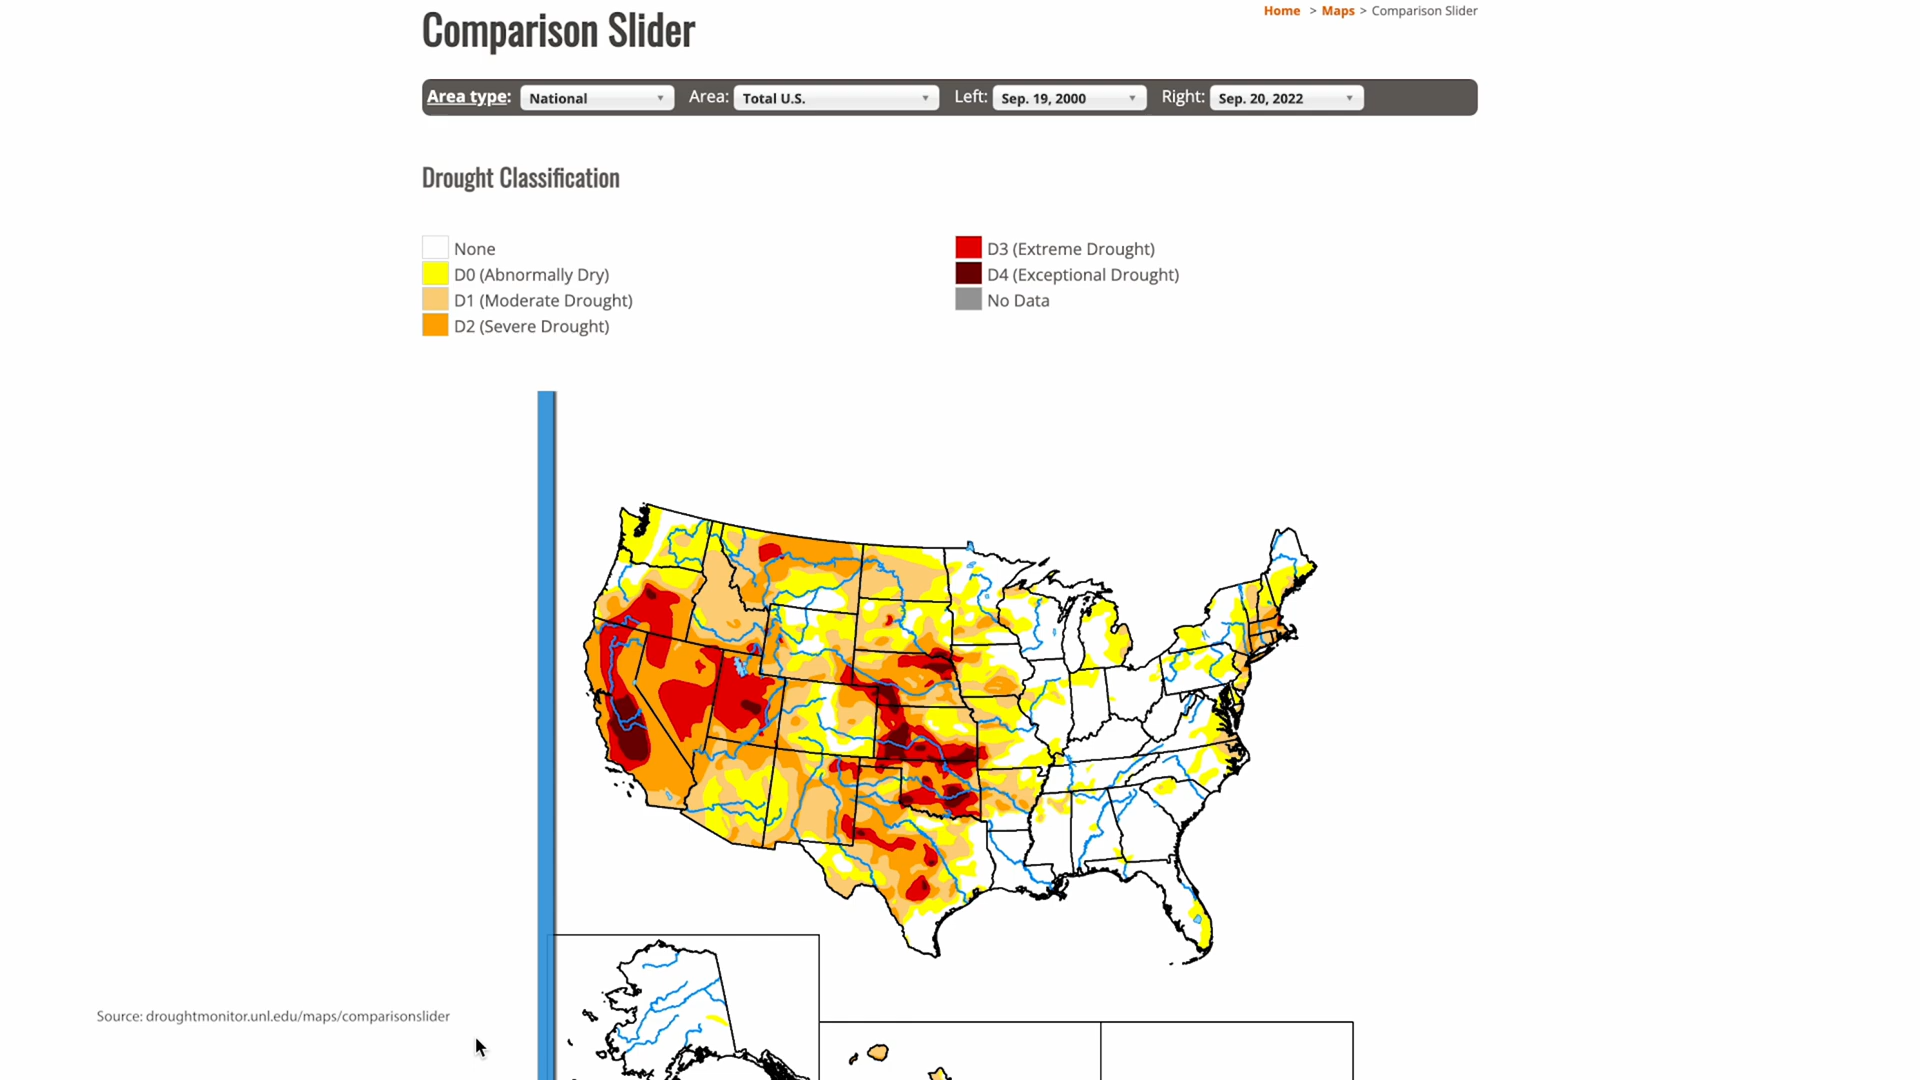 Home > Maps > Comparison Slider
Comparison Slider
Area type: National Area: Total U.S. Left: Sep. 19, 2000 Right: Sep. 20, 2022
Drought Classification
None
D0 (Abnormally Dry)
D1 (Moderate Drought)
D2 (Severe Drought)
D3 (Extreme Drought)
D4 (Exceptional Drought)
No Data
Source: droughtmonitor.unl.edu/maps/comparisonslider